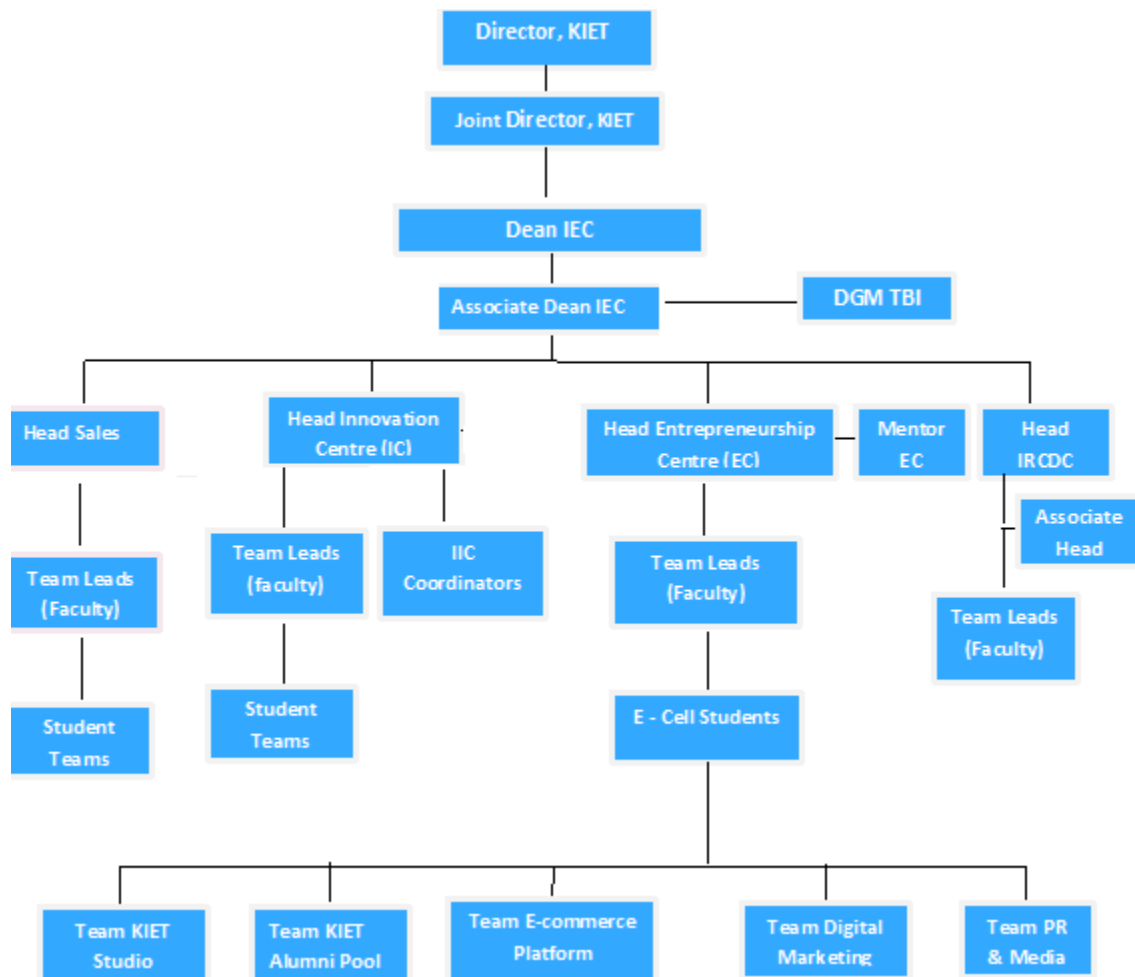 Director, KIET
Joint Director, KIET
Dean IEC
Associate Dean IEC
DGM TBI
Head Sales
Head Innovation
Centre (IC)
Head Entrepreneurship
Centre (EC)
Mentor
EC
Head
IRCDC
Associate
Head
Team Leads
(Faculty)
Team Leads
(faculty)
IIC
Coordinators
Team Leads
(Faculty)
Team Leads
(Faculty)
Student
Teams
Student
Teams
E - Cell Students
Team KIET
Studio
Team KIET
Alumni Pool
Team E-commerce
Platform
Team Digital
Marketing
Team PR
& Media